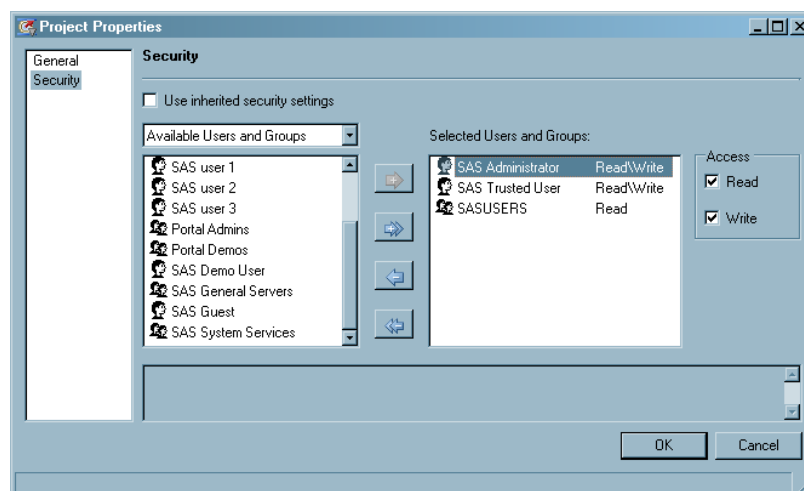 Project Properties
General
Security
Security
Use inherited security settings
Available Users and Groups
SAS user 1
SAS user 2
SAS user 3
Portal Admins
Portal Demos
SAS Demo User
SAS General Servers
SAS Guest
SAS System Services
Selected Users and Groups:
SAS Administrator Read\Write
SAS Trusted User Read\Write
SASUSERS Read
Access
Read
Write
OK
Cancel